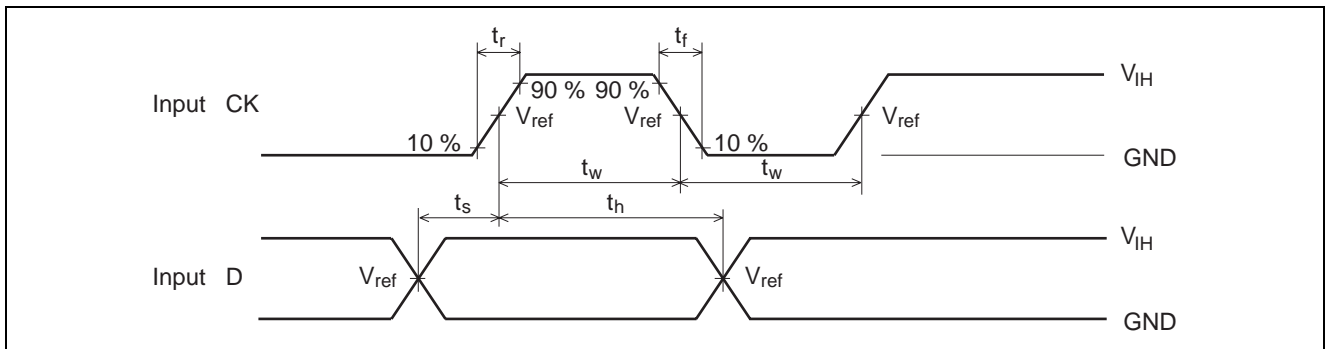 tr
tf
VIH
90 % 90 %
Input CK
Vref
Vref
Vref
10 %
10 %
GND
tw
tw
ts
th
VIH
Input D
Vref
Vref
GND